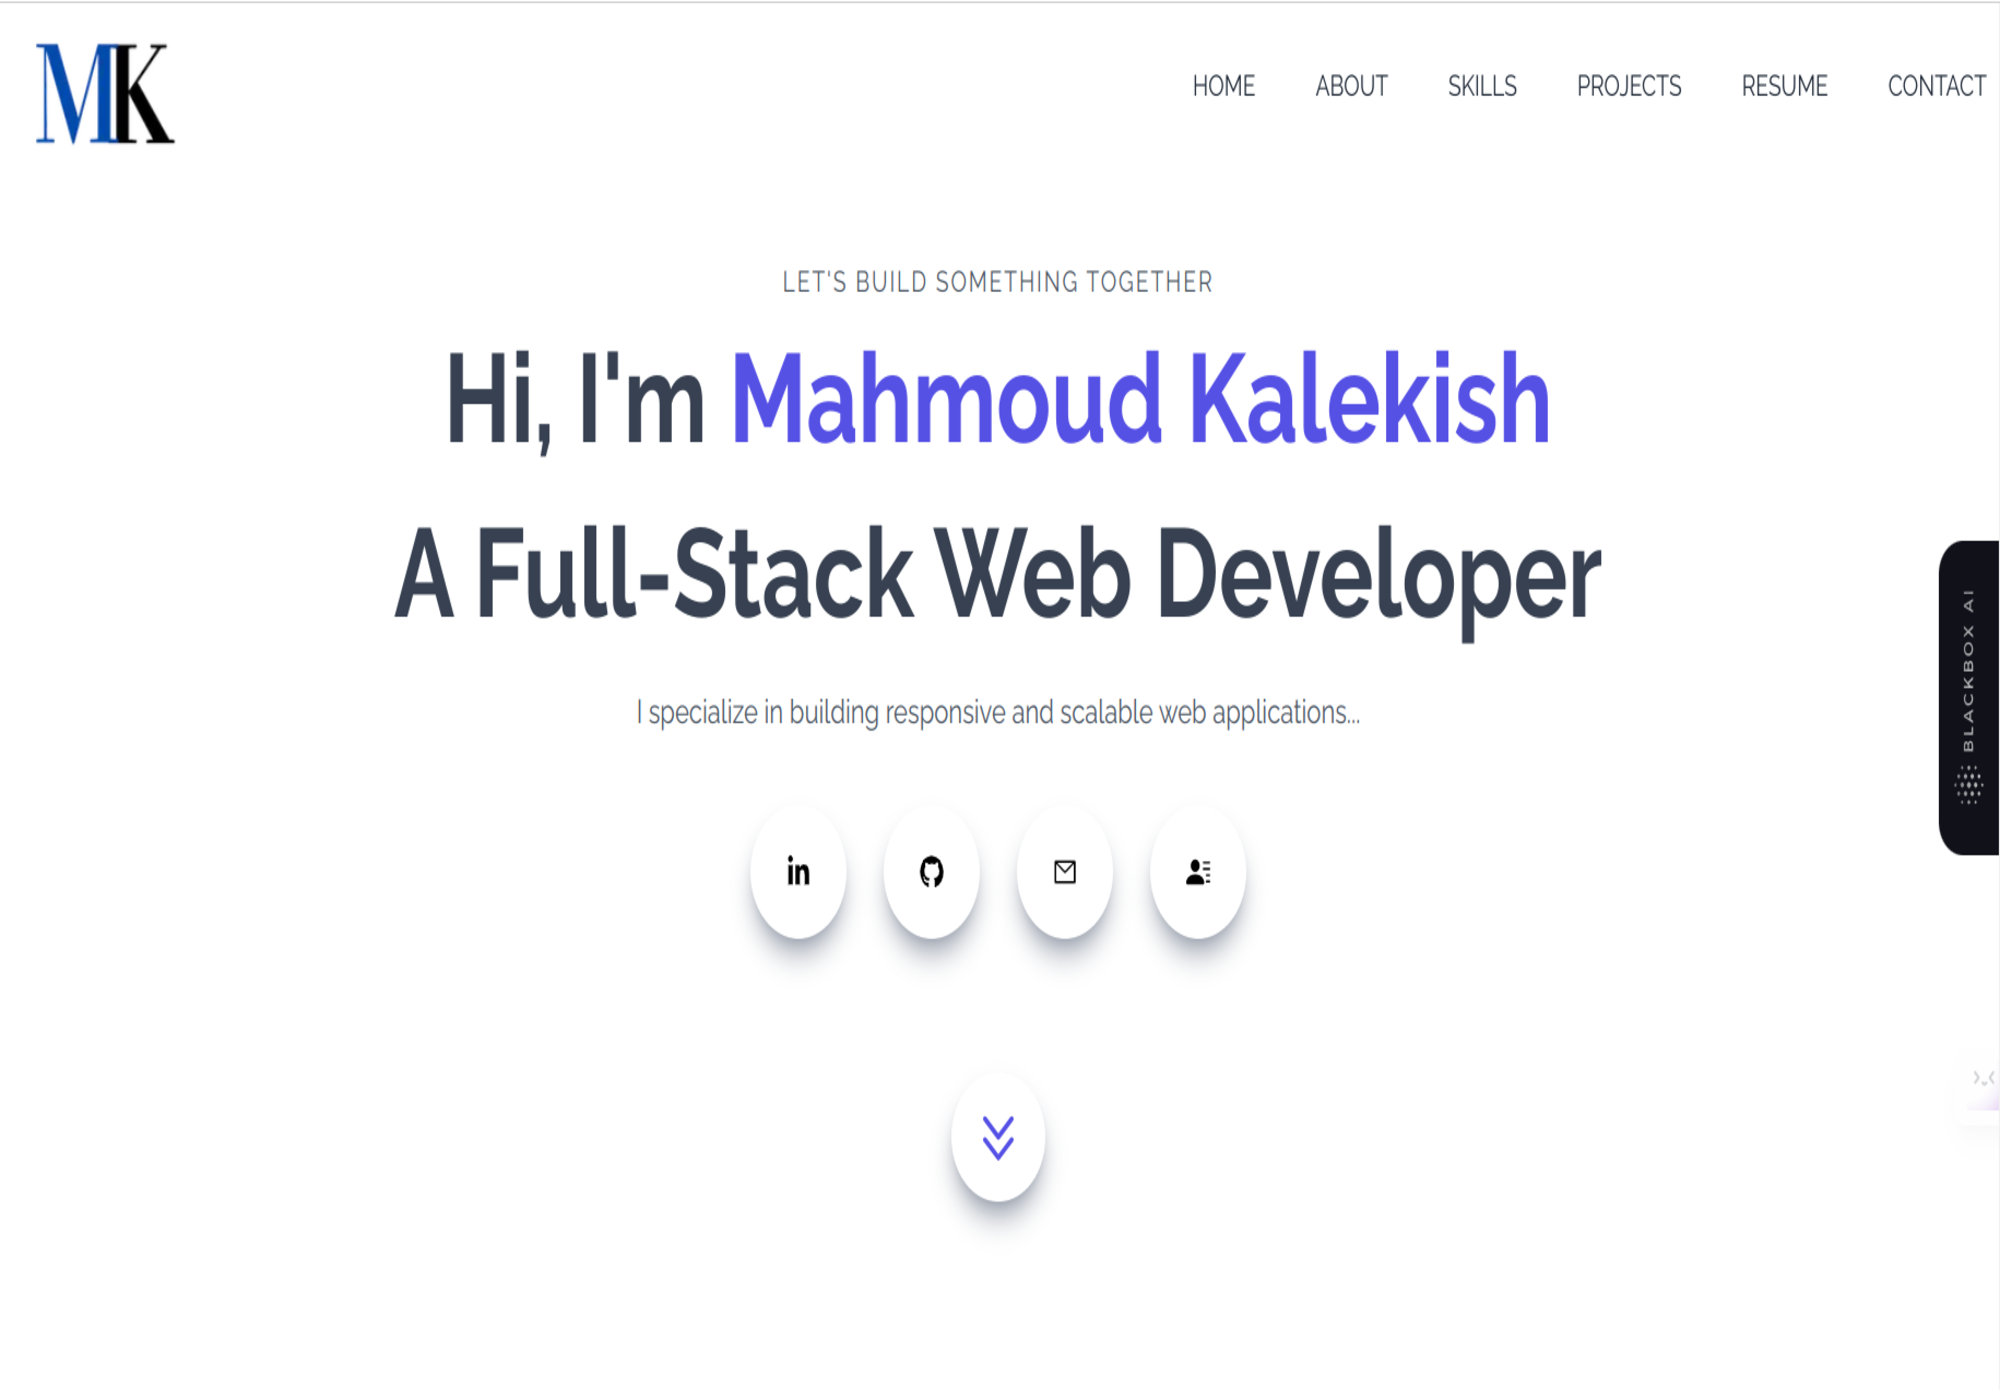 MK
HOME ABOUT SKILLS PROJECTS RESUME CONTACT
LET'S BUILD SOMETHING TOGETHER
Hi, I'm Mahmoud Kalekish
A Full-Stack Web Developer
I specialize in building responsive and scalable web applications...
in
BLACKBOX AI